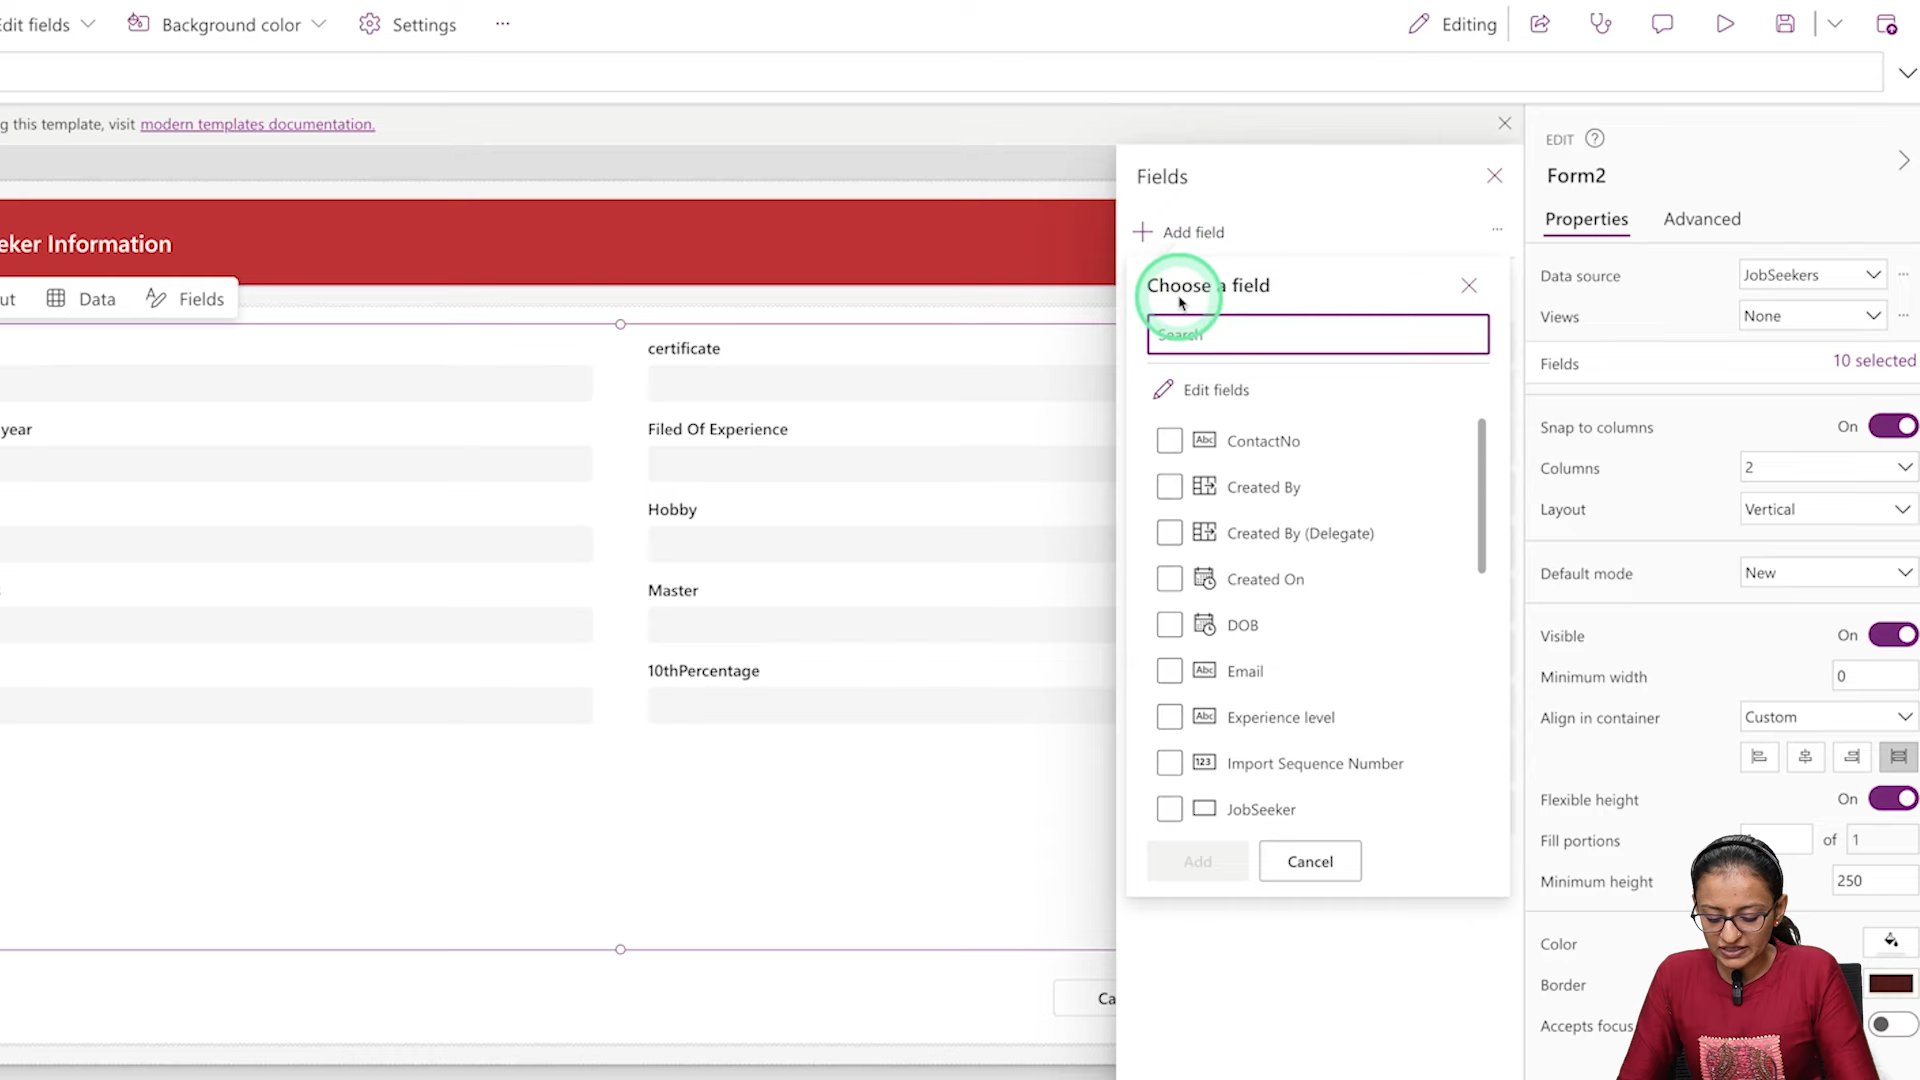 Edit fields
Background color
Settings
...
Editing
g this template, visit modern templates documentation.
eker Information
ut
Data
Fields
certificate
year
Filed Of Experience
Hobby
Master
10thPercentage
Ca
Fields
Add field
...
Choose a field
Search
Edit fields
Abc ContactNo
Created By
Created By (Delegate)
Created On
DOB
Abc Email
Abc Experience level
123 Import Sequence Number
JobSeeker
Add
Cancel
EDIT ?
Form2
Properties
Advanced
Data source
JobSeekers
...
Views
None
...
Fields
10 selected
Snap to columns
On
Columns
2
Layout
Vertical
Default mode
New
Visible
On
Minimum width
0
Align in container
Custom
Flexible height
On
Fill portions
of
1
Minimum height
250
Color
Border
Accepts focus